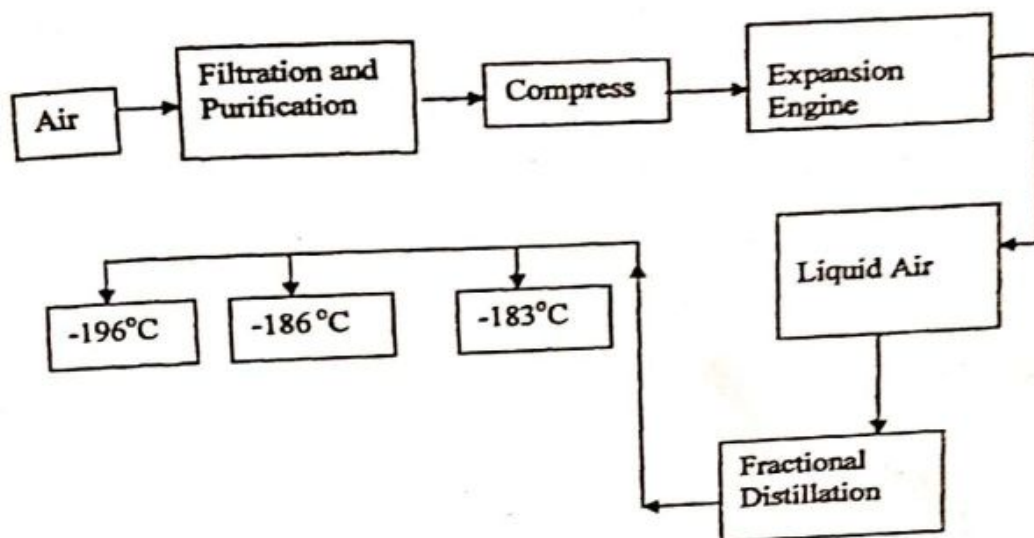 Air
Filtration and
Purification
Compress
Expansion
Engine
Liquid Air
-196°C
-186°C
-183°C
Fractional
Distillation